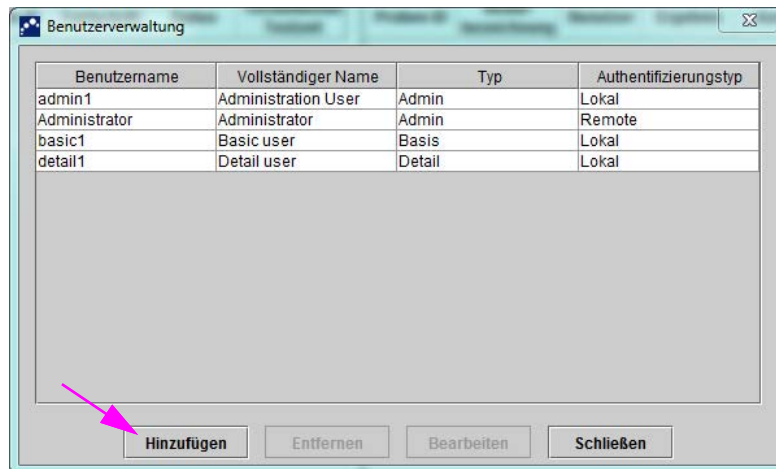 Benutzerverwaltung
Benutzername Vollständiger Name Typ Authentifizierungstyp
admin1 Administration User Admin Lokal
Administrator Administrator Admin Remote
basic1 Basic user Basis Lokal
detail1 Detail user Detail Lokal
Hinzufügen Entfernen Bearbeiten Schließen